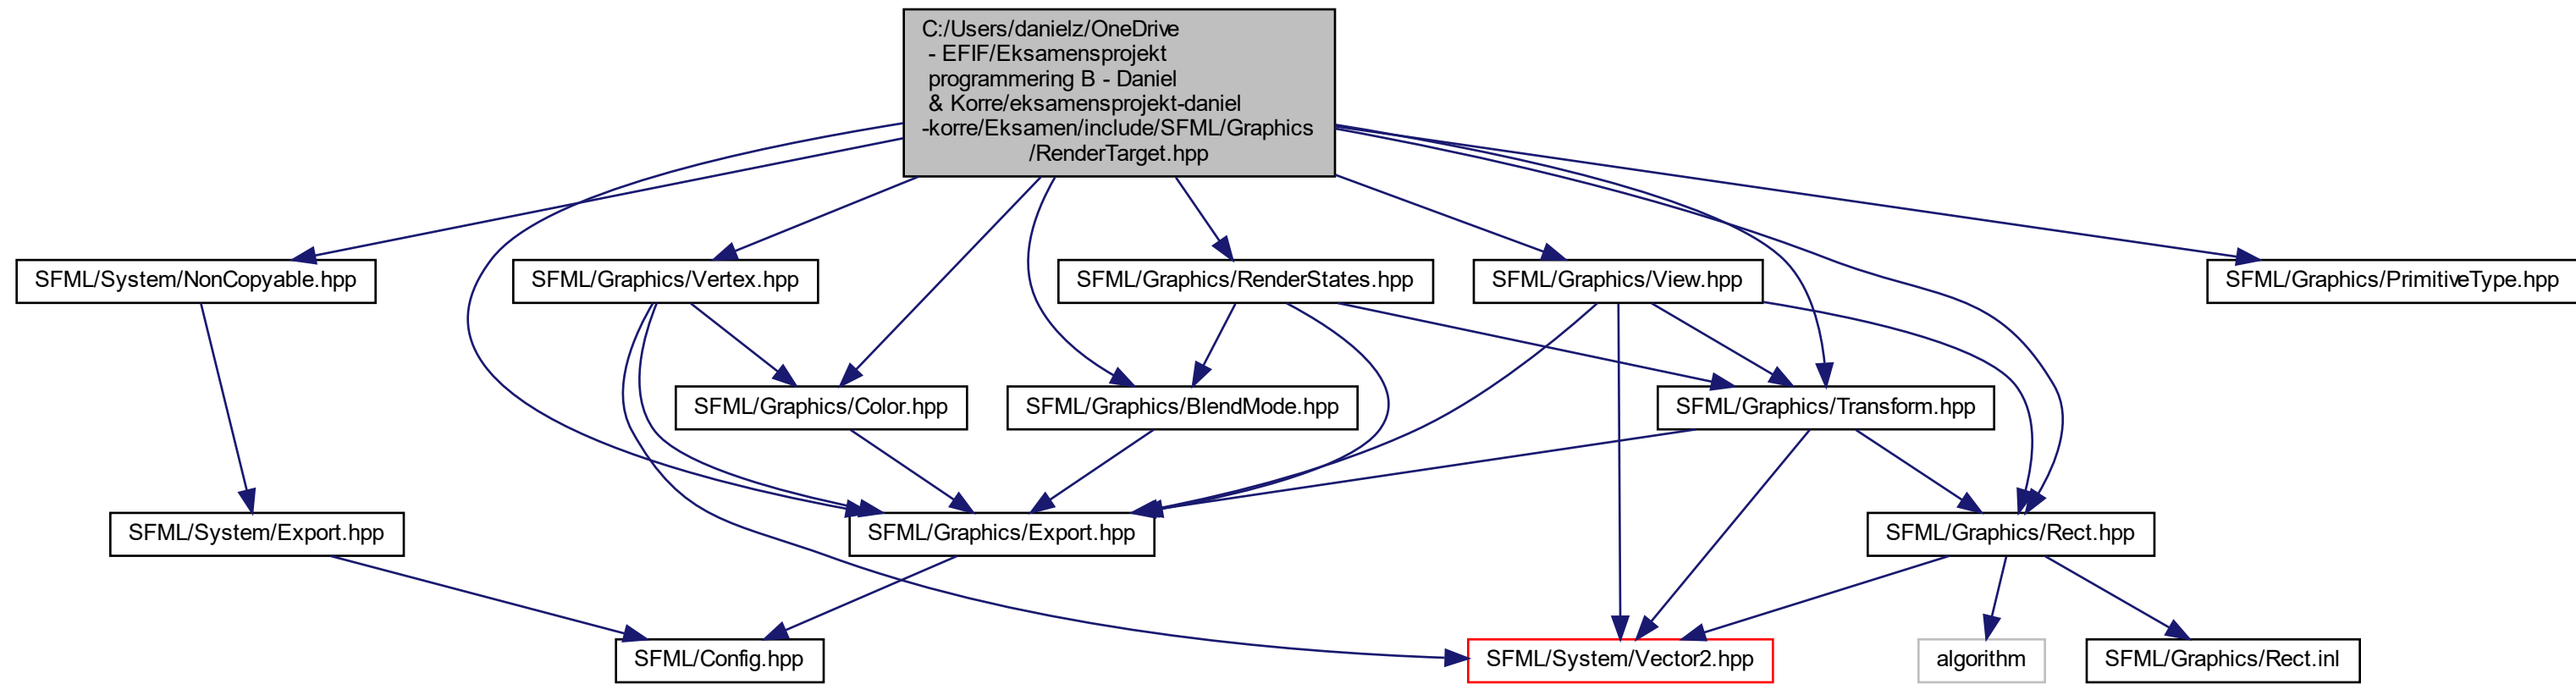 C:/Users/danielz/OneDrive
- EFIF/Eksamensprojekt
programmering B - Daniel
& Korre/eksamensprojekt-daniel
-korre/Eksamen/include/SFML/Graphics
/RenderTarget.hpp
SFML/System/NonCopyable.hpp
SFML/Graphics/Vertex.hpp
SFML/Graphics/RenderStates.hpp
SFML/Graphics/View.hpp
SFML/Graphics/PrimitiveType.hpp
SFML/Graphics/Color.hpp
SFML/Graphics/BlendMode.hpp
SFML/Graphics/Transform.hpp
SFML/System/Export.hpp
SFML/Graphics/Export.hpp
SFML/Graphics/Rect.hpp
SFML/Config.hpp
SFML/System/Vector2.hpp
algorithm
SFML/Graphics/Rect.inl